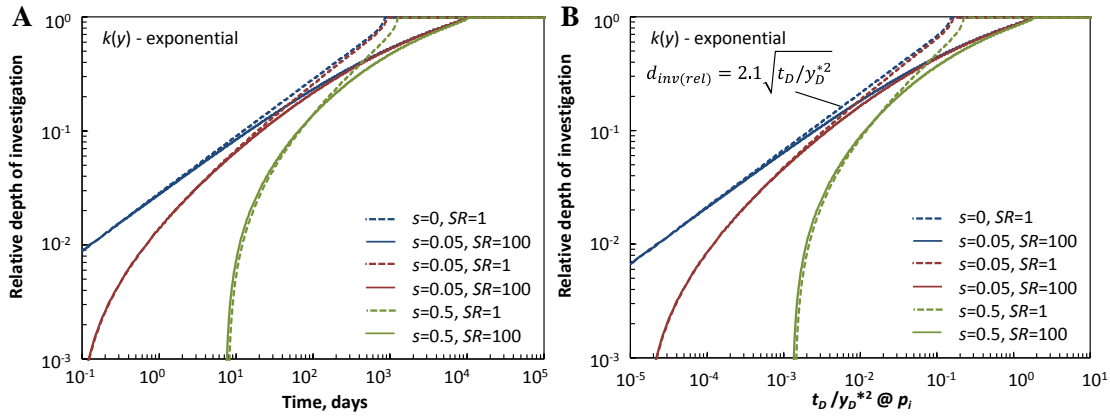 A
k(y) - exponential
Relative depth of investigation
10^0
10^-1
10^-2
10^-3
s=0, SR=1
s=0.05, SR=100
s=0.05, SR=1
s=0.05, SR=100
s=0.5, SR=1
s=0.5, SR=100
10^-1 10^0 10^1 10^2 10^3 10^4 10^5
Time, days
B
k(y) - exponential
d_inv(rel) = 2.1√(t_D/y_D^*2)
Relative depth of investigation
10^0
10^-1
10^-2
10^-3
s=0, SR=1
s=0.05, SR=100
s=0.05, SR=1
s=0.05, SR=100
s=0.5, SR=1
s=0.5, SR=100
10^-5 10^-4 10^-3 10^-2 10^-1 10^0 10^1
t_D /y_D*^2 @ p_i